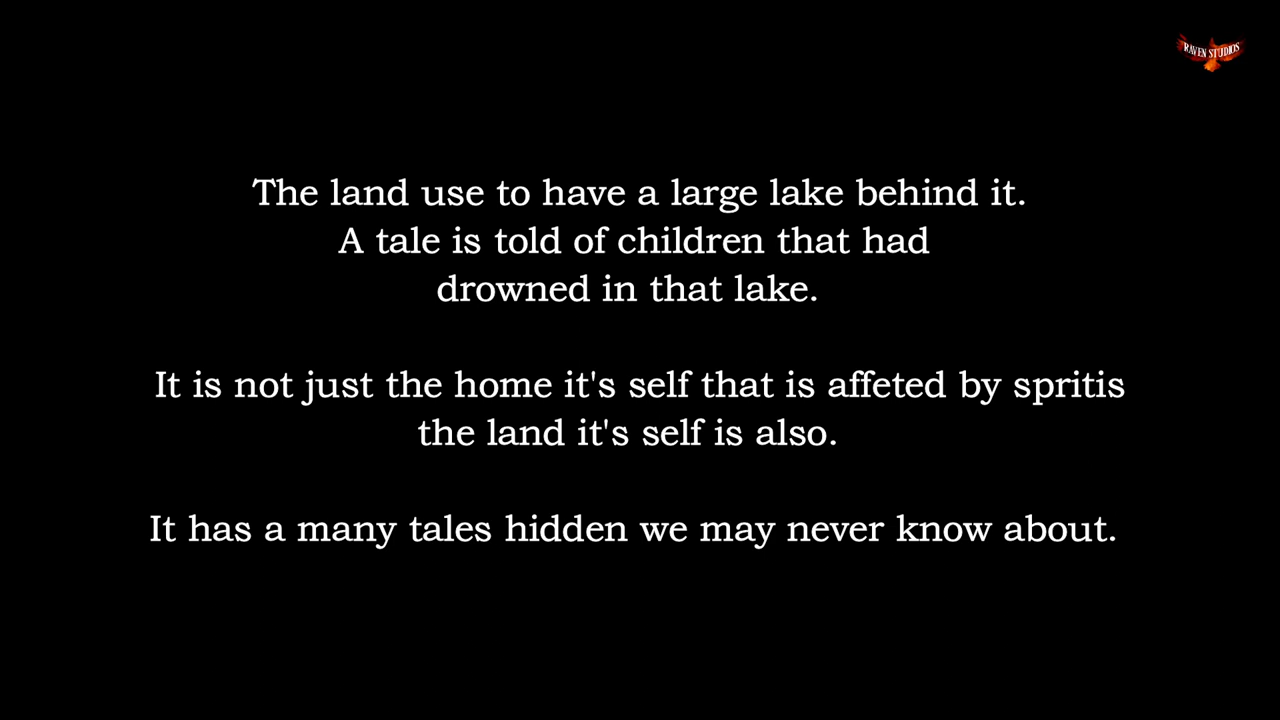 RAVEN STUDIOS
The land use to have a large lake behind it.
A tale is told of children that had
drowned in that lake.
It is not just the home it's self that is affeted by spritis
the land it's self is also.
It has a many tales hidden we may never know about.